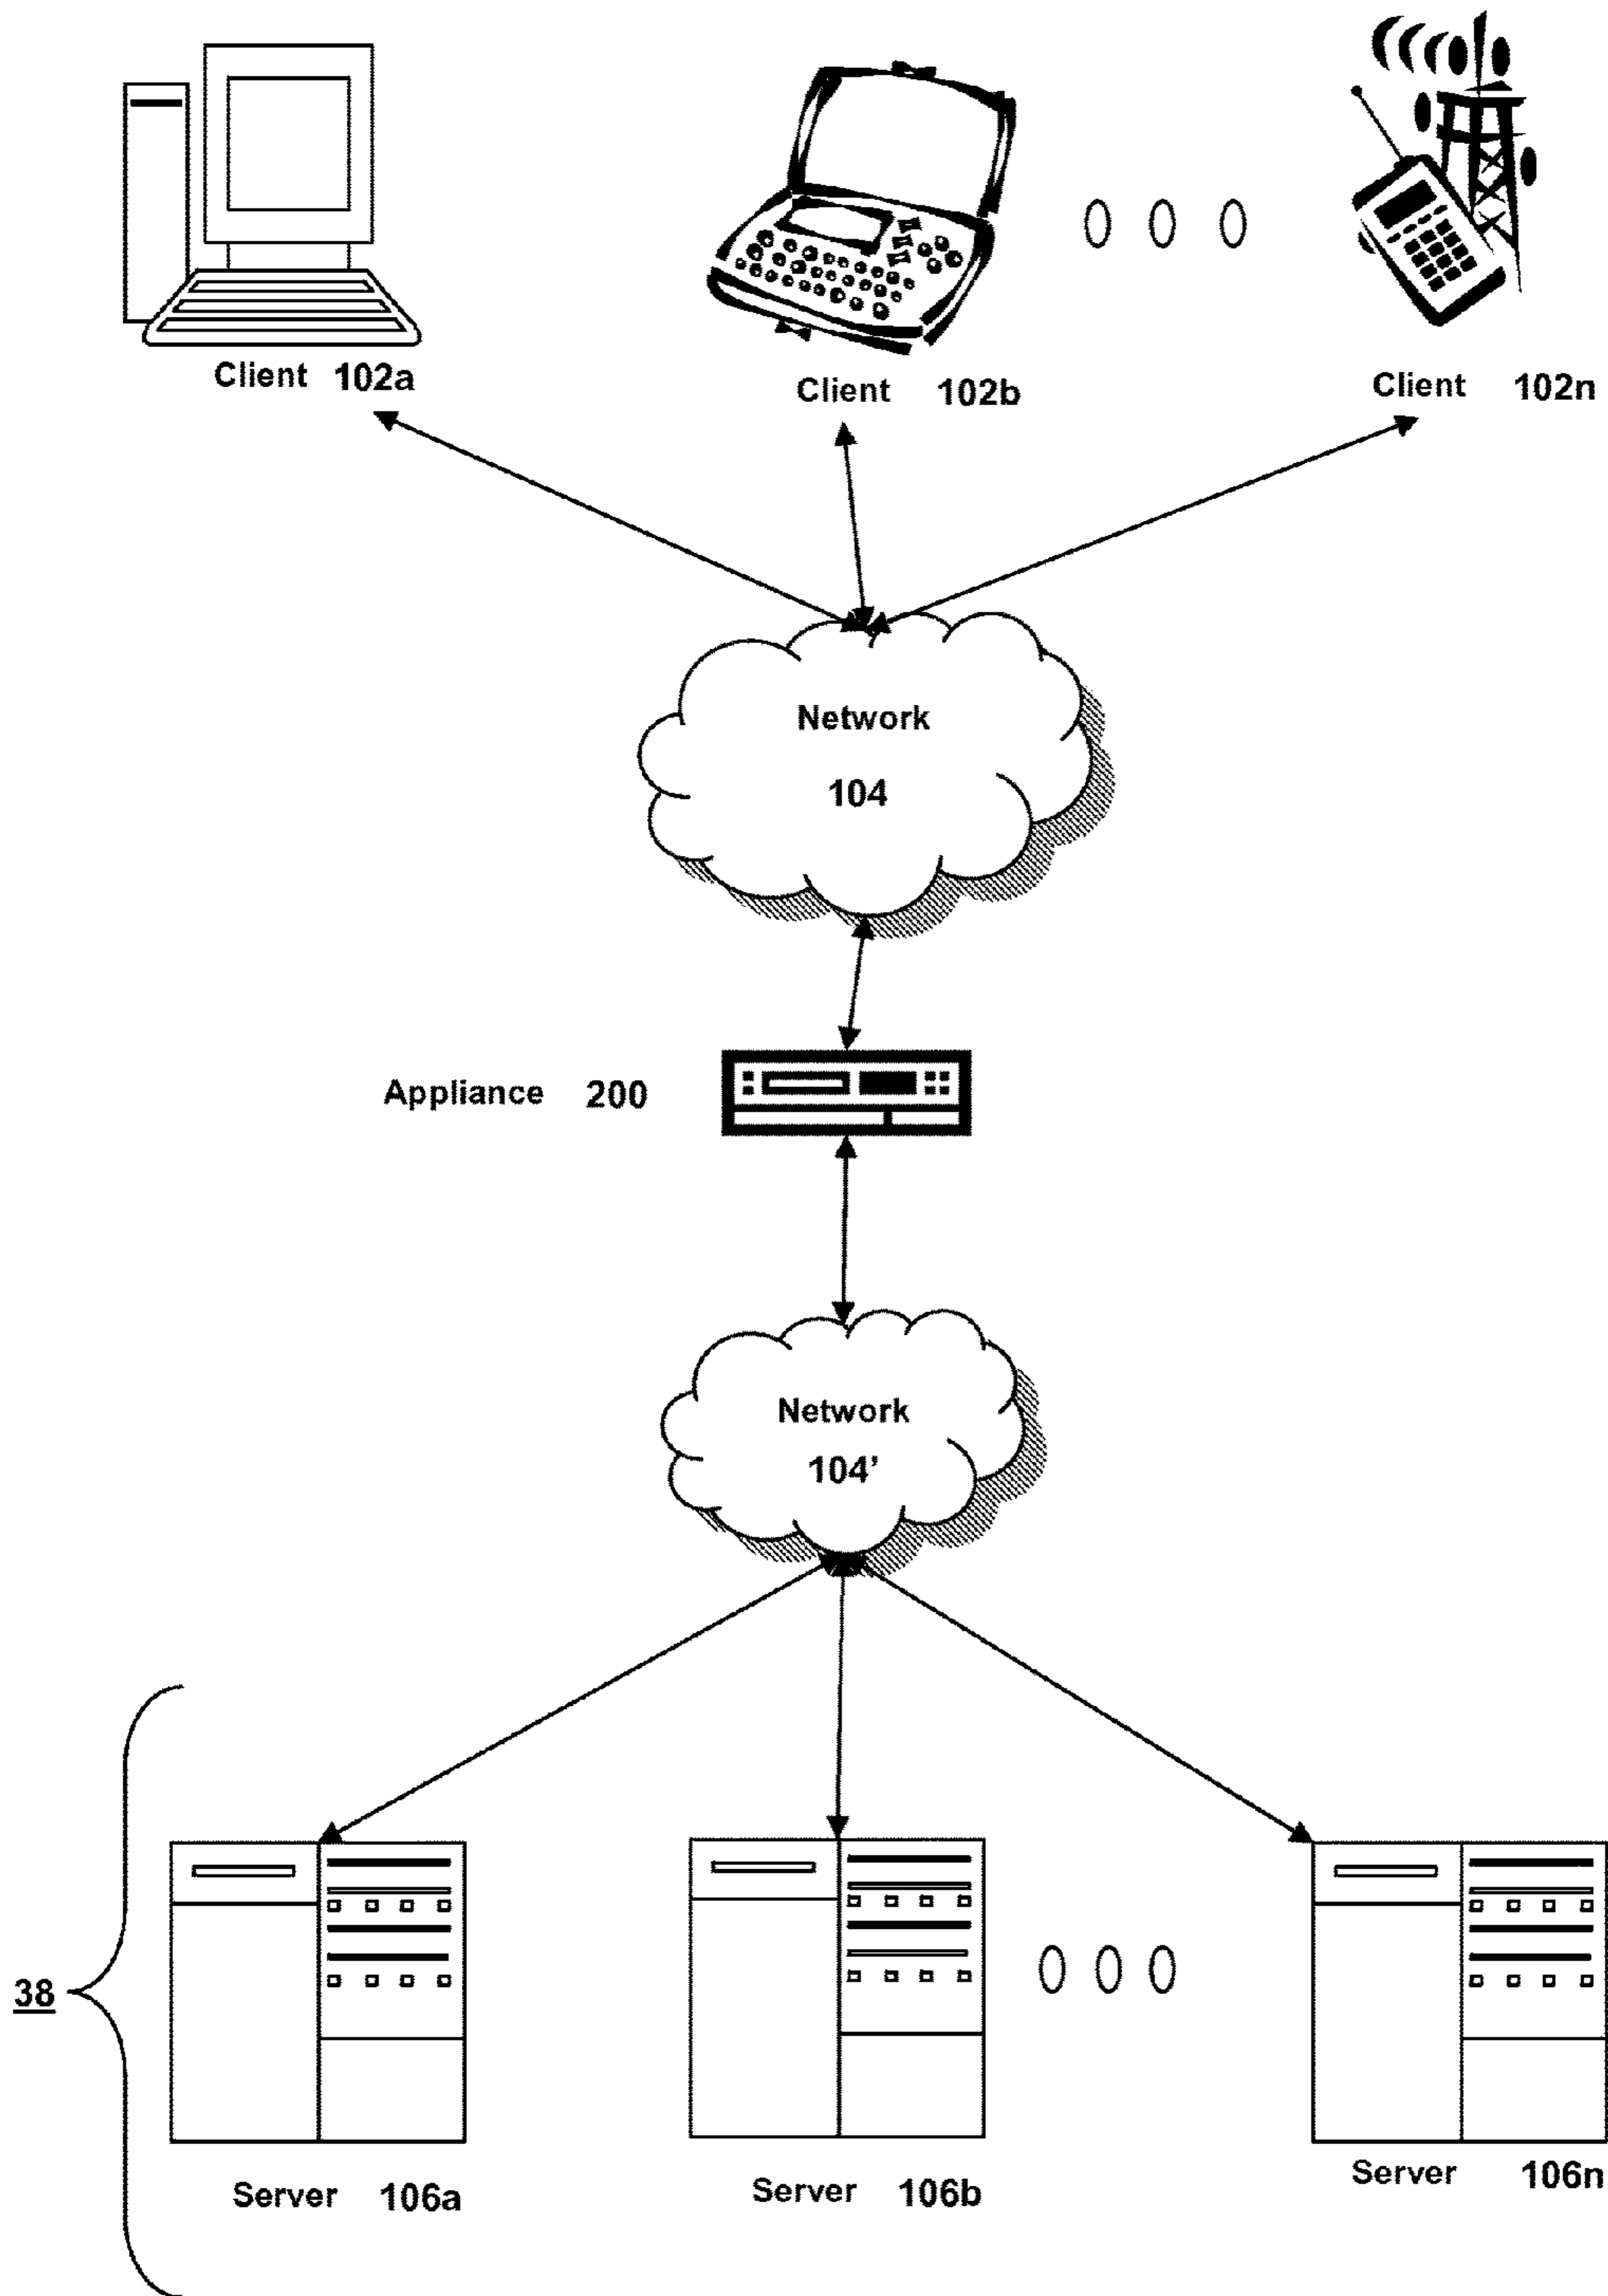 Client 102a
Client 102b
Client 102n
Network
104
Appliance 200
Network
104'
38
Server 106a
Server 106b
Server 106n